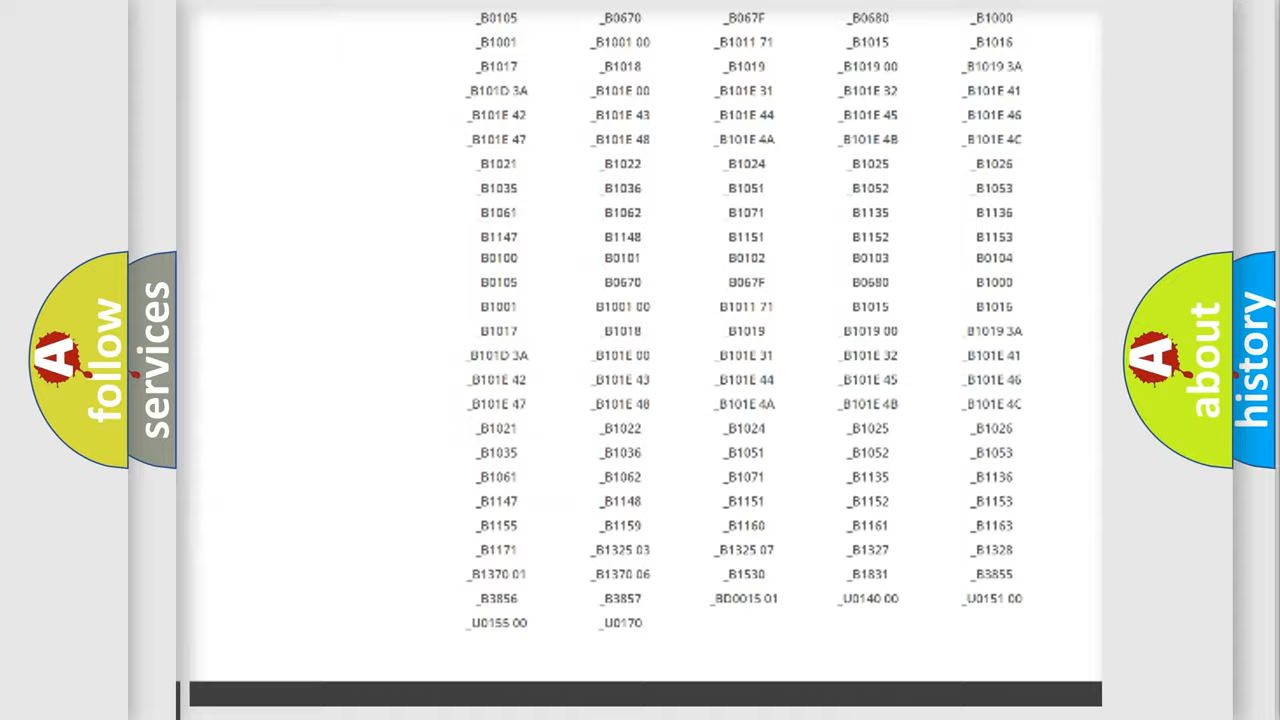 _B0105 _B0670 _B067F _B0680 _B1000
_B1001 _B1001 00 _B1011 71 _B1015 _B1016
_B1017 _B1018 _B1019 _B1019 00 _B1019 3A
_B101D 3A _B101E 00 _B101E 31 _B101E 32 _B101E 41
_B101E 42 _B101E 43 _B101E 44 _B101E 45 _B101E 46
_B101E 47 _B101E 48 _B101E 4A _B101E 4B _B101E 4C
_B1021 _B1022 _B1024 _B1025 _B1026
_B1035 _B1036 _B1051 _B1052 _B1053
B1061 B1062 B1071 B1135 B1136
B1147 B1148 B1151 B1152 B1153
B0100 B0101 B0102 B0103 B0104
B0105 B0670 B067F B0680 B1000
B1001 B1001 00 B1011 71 B1015 B1016
B1017 _B1018 _B1019 _B1019 00 _B1019 3A
_B101D 3A _B101E 00 _B101E 31 _B101E 32 _B101E 41
_B101E 42 _B101E 43 _B101E 44 _B101E 45 _B101E 46
_B101E 47 _B101E 48 _B101E 4A _B101E 4B _B101E 4C
_B1021 _B1022 _B1024 _B1025 _B1026
_B1035 _B1036 _B1051 _B1052 _B1053
_B1061 _B1062 _B1071 _B1135 _B1136
_B1147 _B1148 _B1151 _B1152 _B1153
_B1155 _B1159 _B1160 _B1161 _B1163
_B1171 _B1325 03 _B1325 07 _B1327 _B1328
_B1370 01 _B1370 06 _B1530 _B1831 _B3855
_B3856 _B3857 _BD0015 01 _U0140 00 _U0151 00
_U0155 00 _U0170
A follow
services
A about
history